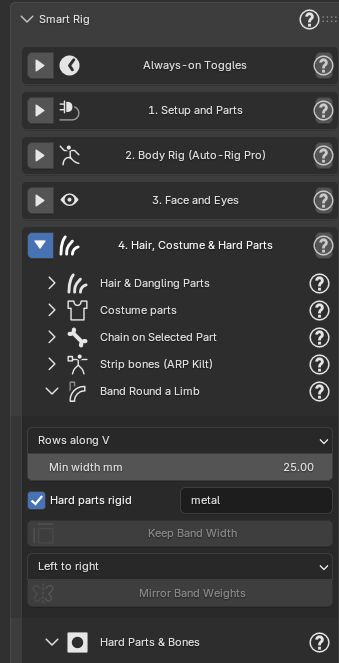 Smart Rig
Always-on Toggles
1. Setup and Parts
2. Body Rig (Auto-Rig Pro)
3. Face and Eyes
4. Hair, Costume & Hard Parts
Hair & Dangling Parts
Costume parts
Chain on Selected Part
Strip bones (ARP Kilt)
Band Round a Limb
Rows along V
Min width mm 25.00
Hard parts rigid metal
Keep Band Width
Left to right
Mirror Band Weights
Hard Parts & Bones